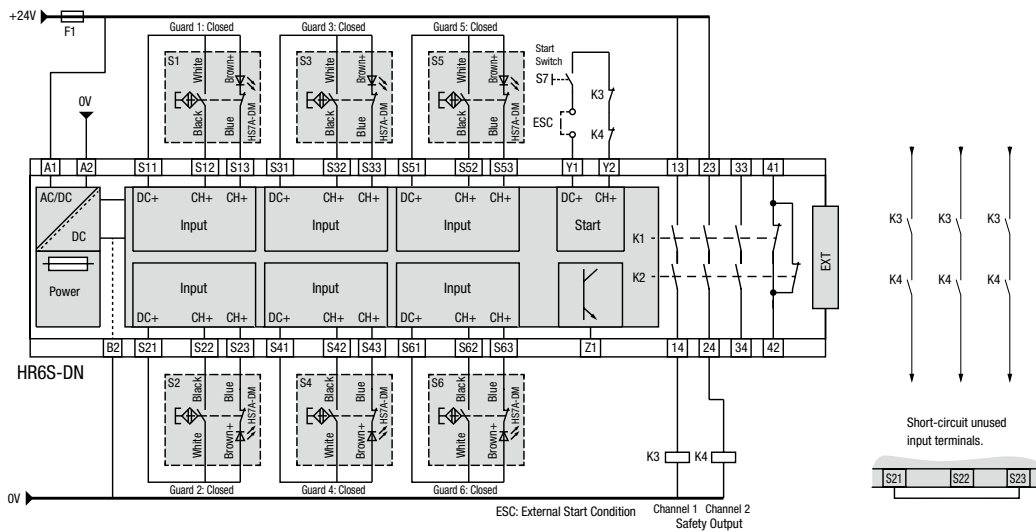 +24V
F1
Guard 1: Closed
Guard 3: Closed
Guard 5: Closed
S1
White
Brown+
Black
Blue
HS7A-DM
S3
White
Brown+
Black
Blue
HS7A-DM
S5
White
Brown+
Black
Blue
HS7A-DM
Start
Switch
S7
ESC
K3
K4
0V
A1 A2 S11 S12 S13 S31 S32 S33 S51 S52 S53 Y1 Y2 13 23 33 41
AC/DC
DC
Power
DC+ CH+ CH+
Input
DC+ CH+ CH+
Input
DC+ CH+ CH+
Input
DC+ CH+
Start
K1
K2
EXT
Input
DC+ CH+ CH+
Input
DC+ CH+ CH+
Input
DC+ CH+ CH+
B2 S21 S22 S23 S41 S42 S43 S61 S62 S63 Z1 14 24 34 42
HR6S-DN
S2
Black
Blue
White
Brown+
HS7A-DM
S4
Black
Blue
White
Brown+
HS7A-DM
S6
Black
Blue
White
Brown+
HS7A-DM
K3 K4
0V
Guard 2: Closed
Guard 4: Closed
Guard 6: Closed
ESC: External Start Condition
Channel 1 Channel 2
Safety Output
K3 K3 K3
K4 K4 K4
Short-circuit unused
input terminals.
S21 S22 S23